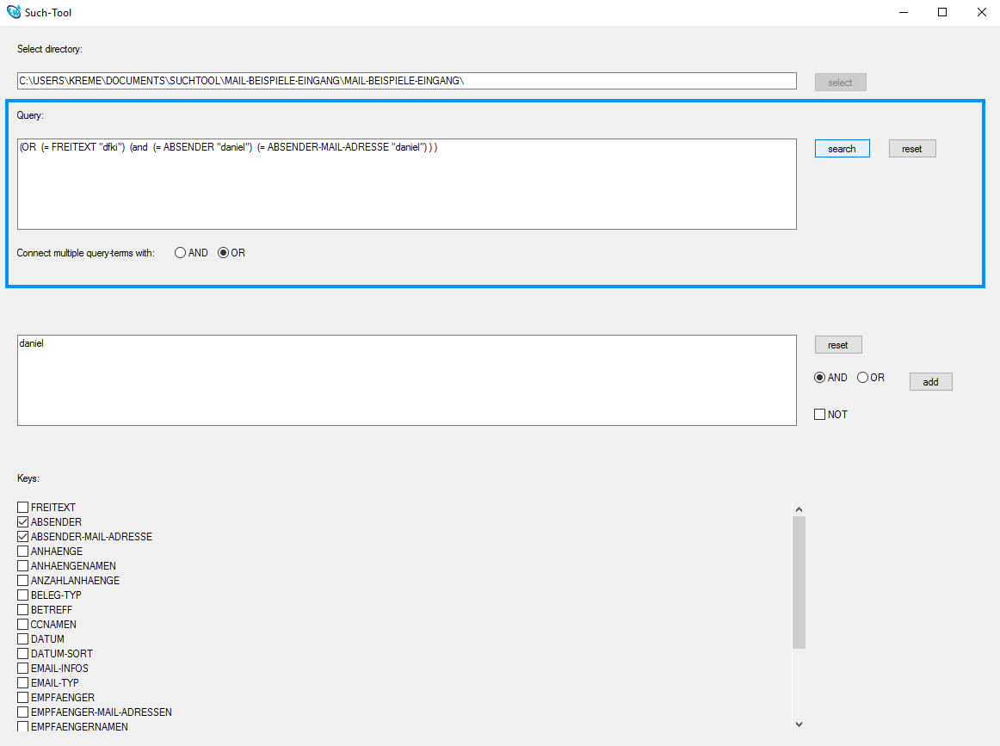 Such-Tool
Select directory:
C:\USERS\KREME\DOCUMENTS\SUCHTOOL\MAIL-BEISPIELE-EINGANG\MAIL-BEISPIELE-EINGANG\
select
Query:
(OR (= FREITEXT "dfki") (and (= ABSENDER "daniel") (= ABSENDER-MAIL-ADRESSE "daniel") ) )
search reset
Connect multiple query-terms with: AND OR
daniel
reset
AND OR add
NOT
Keys:
FREITEXT
ABSENDER
ABSENDER-MAIL-ADRESSE
ANHAENGE
ANHAENGENAMEN
ANZAHLANHAENGE
BELEG-TYP
BETREFF
CCNAMEN
DATUM
DATUM-SORT
EMAIL-INFOS
EMAIL-TYP
EMPFAENGER
EMPFAENGER-MAIL-ADRESSEN
EMPFAENGERNAMEN